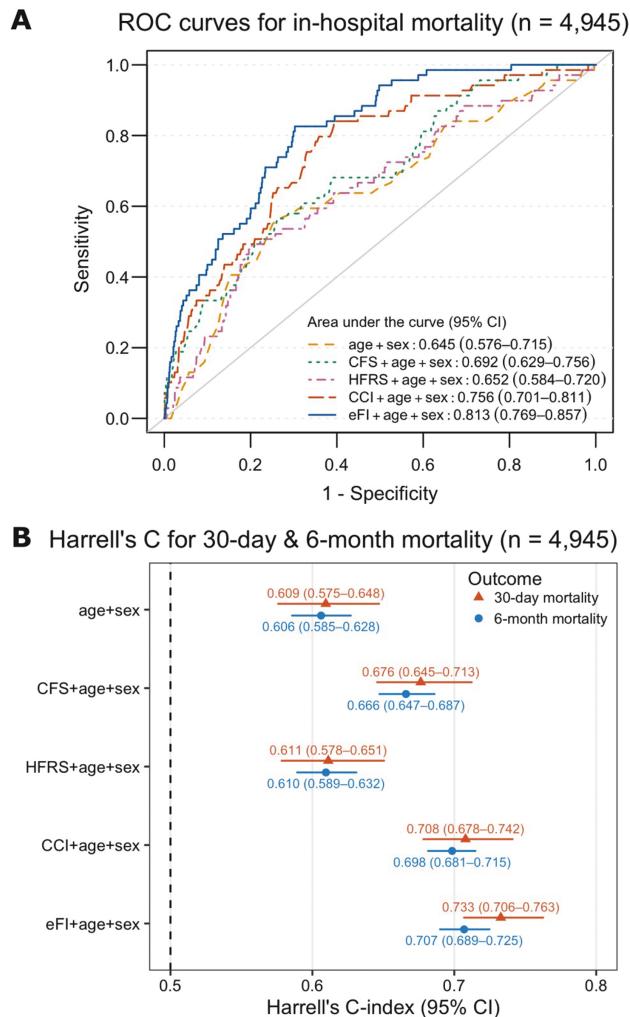 A ROC curves for in-hospital mortality (n = 4,945)
Sensitivity
1.0
0.8
0.6
0.4
0.2
0.0
Area under the curve (95% CI)
age+sex : 0.645 (0.576–0.715)
CFS + age + sex : 0.692 (0.629–0.756)
HFRS + age + sex : 0.652 (0.584–0.720)
CCI + age + sex : 0.756 (0.701–0.811)
eFI + age + sex : 0.813 (0.769–0.857)
0.0 0.2 0.4 0.6 0.8 1.0
1 - Specificity
B Harrell's C for 30-day & 6-month mortality (n = 4,945)
Outcome
30-day mortality
6-month mortality
age+sex
0.609 (0.575–0.648)
0.606 (0.585–0.628)
CFS+age+sex
0.676 (0.645–0.713)
0.666 (0.647–0.687)
HFRS+age+sex
0.611 (0.578–0.651)
0.610 (0.589–0.632)
CCI+age+sex
0.708 (0.678–0.742)
0.698 (0.681–0.715)
eFI+age+sex
0.733 (0.706–0.763)
0.707 (0.689–0.725)
0.5 0.6 0.7 0.8
Harrell's C-index (95% CI)